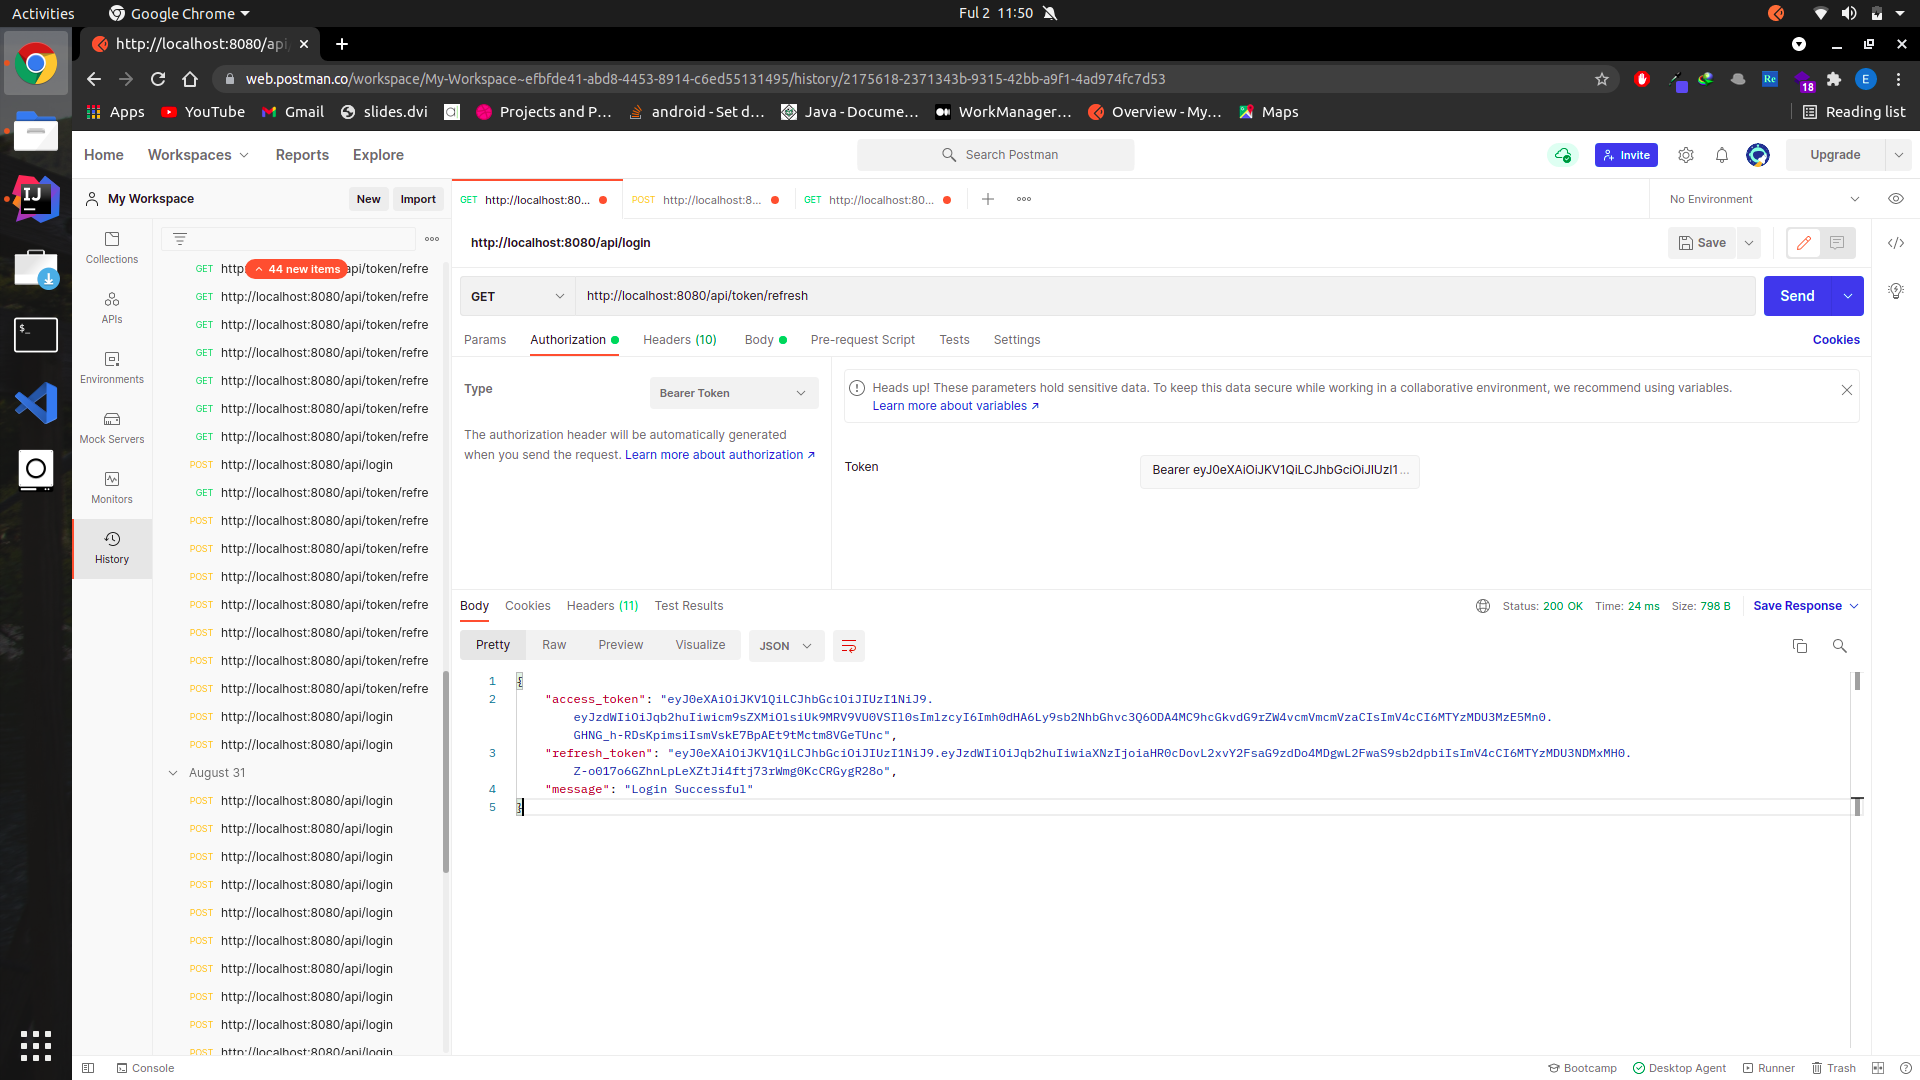 Activities
Google Chrome
Ful 2 11:50
http://localhost:8080/api,
web.postman.co/workspace/My-Workspace~efbfde41-abd8-4453-8914-c6ed55131495/history/2175618-2371343b-9315-42bb-a9f1-4ad974fc7d53
18
E
Apps
YouTube
Gmail
slides.dvi
Projects and P…
android - Set d…
Java - Docume…
WorkManager…
Overview - My…
Maps
Reading list
Home
Workspaces
Reports
Explore
Search Postman
Invite
Upgrade
My Workspace
New
Import
GET http://localhost:80...
POST http://localhost:8...
GET http://localhost:80...
No Environment
Collections
APIs
Environments
Mock Servers
Monitors
History
44 new items
GET http: api/token/refre
GET http://localhost:8080/api/token/refre
GET http://localhost:8080/api/token/refre
GET http://localhost:8080/api/token/refre
GET http://localhost:8080/api/token/refre
GET http://localhost:8080/api/token/refre
GET http://localhost:8080/api/token/refre
POST http://localhost:8080/api/login
GET http://localhost:8080/api/token/refre
POST http://localhost:8080/api/token/refre
POST http://localhost:8080/api/token/refre
POST http://localhost:8080/api/token/refre
POST http://localhost:8080/api/token/refre
POST http://localhost:8080/api/token/refre
POST http://localhost:8080/api/token/refre
POST http://localhost:8080/api/token/refre
POST http://localhost:8080/api/login
POST http://localhost:8080/api/login
August 31
POST http://localhost:8080/api/login
POST http://localhost:8080/api/login
POST http://localhost:8080/api/login
POST http://localhost:8080/api/login
POST http://localhost:8080/api/login
POST http://localhost:8080/api/login
POST http://localhost:8080/api/login
POST http://localhost:8080/api/login
POST http://localhost:8080/api/login
POST http://localhost:8080/api/login
http://localhost:8080/api/login
Save
GET
http://localhost:8080/api/token/refresh
Send
Params
Authorization
Headers (10)
Body
Pre-request Script
Tests
Settings
Cookies
Type
Bearer Token
The authorization header will be automatically generated
when you send the request. Learn more about authorization ↗
Heads up! These parameters hold sensitive data. To keep this data secure while working in a collaborative environment, we recommend using variables.
Learn more about variables ↗
Token
Bearer eyJ0eXAiOiJKV1QiLCJhbGciOiJIUzI1...
Body
Cookies
Headers (11)
Test Results
Status: 200 OK
Time: 24 ms
Size: 798 B
Save Response
Pretty
Raw
Preview
Visualize
JSON
1 {
2 "access_token": "eyJ0eXAiOiJKV1QiLCJhbGciOiJIUzI1NiJ9.
eyJzdWIiOiJqb2huIiwicm9sZXMiOlsiUk9MRV9VU0VSIl0sImlzcyI6Imh0dHA6Ly9sb2NhbGhvc3Q6ODA4MC9hcGkvdG9rZW4vcmVmcmVzaCIsImV4cCI6MTYzMDU3MzE5Mn0.
GHNG_h-RDsKpimsiIsmVskE7BpAEt9tMctm8VGeTUnc",
3 "refresh_token": "eyJ0eXAiOiJKV1QiLCJhbGciOiJIUzI1NiJ9.eyJzdWIiOiJqb2huIiwiaXNzIjoiaHR0cDovL2xvY2FsaG9zdDo4MDgwL2FwaS9sb2dpbiIsImV4cCI6MTYzMDU3NDMxMH0.
Z-o017o6GZhnLpLeXZtJi4ftj73rWmg0KcCRGygR28o",
4 "message": "Login Successful"
5 }
Console
Bootcamp
Desktop Agent
Runner
Trash